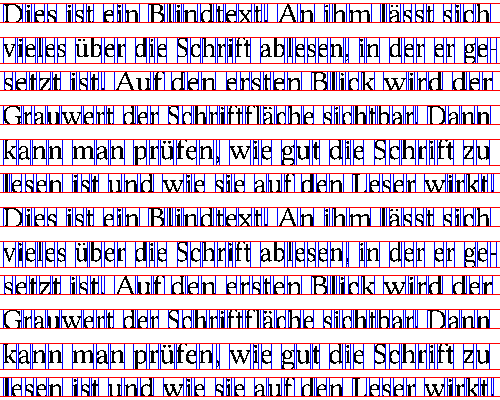 Dies ist ein Blindtext. An ihm lässt sich
vieles über die Schrift ablesen, in der er ge-
setzt ist. Auf den ersten Blick wird der
Grauwert der Schriftfläche sichtbar. Dann
kann man prüfen, wie gut die Schrift zu
lesen ist und wie sie auf den Leser wirkt.
Dies ist ein Blindtext. An ihm lässt sich
vieles über die Schrift ablesen, in der er ge-
setzt ist. Auf den ersten Blick wird der
Grauwert der Schriftfläche sichtbar. Dann
kann man prüfen, wie gut die Schrift zu
lesen ist und wie sie auf den Leser wirkt.